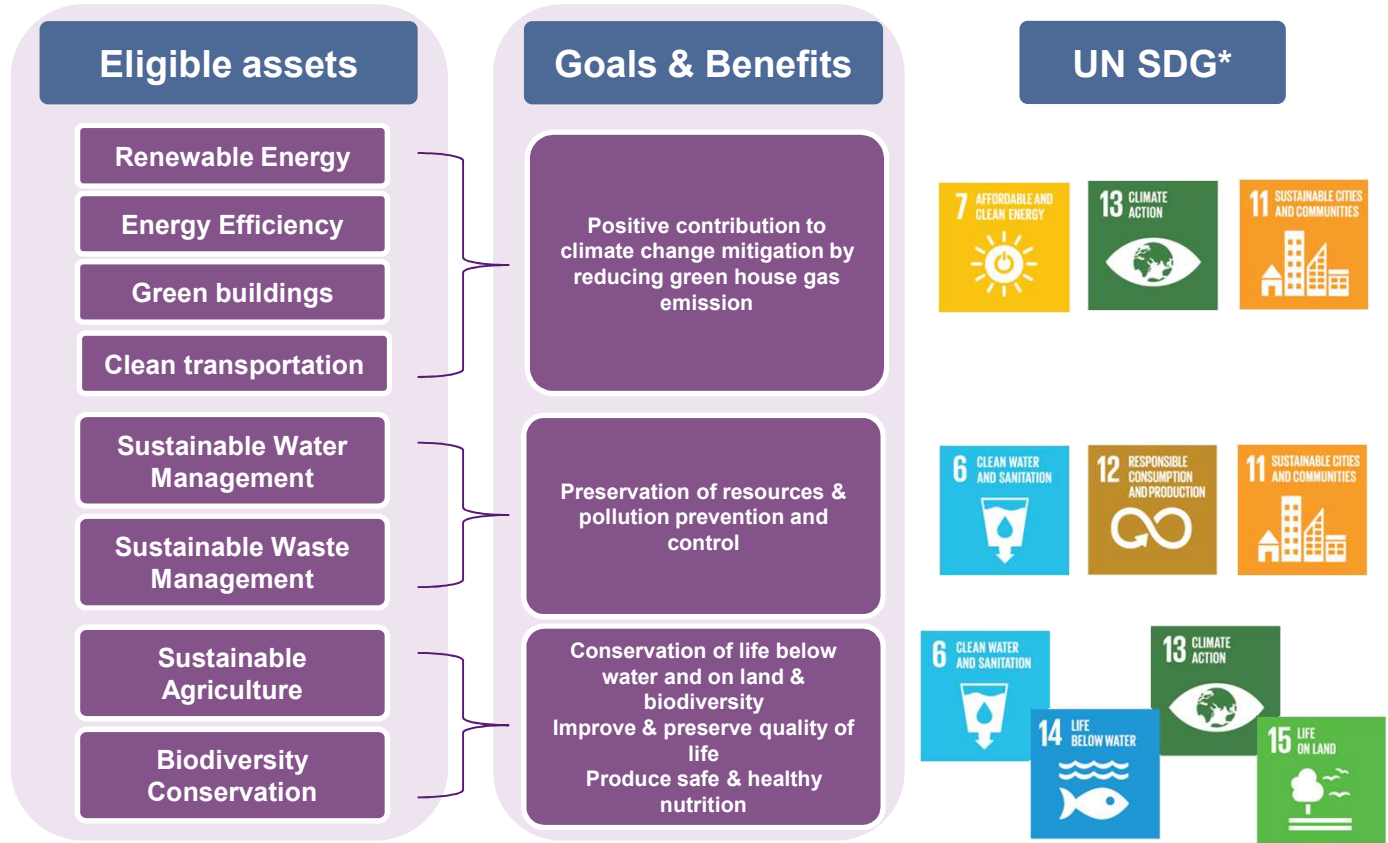 Eligible assets
Goals & Benefits
UN SDG*
Renewable Energy
Energy Efficiency
Green buildings
Clean transportation
Positive contribution to
climate change mitigation by
reducing green house gas
emission
7 AFFORDABLE AND
CLEAN ENERGY
13 CLIMATE
ACTION
11 SUSTAINABLE CITIES
AND COMMUNITIES
Sustainable Water
Management
Sustainable Waste
Management
Preservation of resources &
pollution prevention and
control
6 CLEAN WATER
AND SANITATION
12 RESPONSIBLE
CONSUMPTION
AND PRODUCTION
11 SUSTAINABLE CITIES
AND COMMUNITIES
Sustainable
Agriculture
Biodiversity
Conservation
Conservation of life below
water and on land &
biodiversity
Improve & preserve quality of
life
Produce safe & healthy
nutrition
6 CLEAN WATER
AND SANITATION
14 LIFE
BELOW WATER
13 CLIMATE
ACTION
15 LIFE
ON LAND